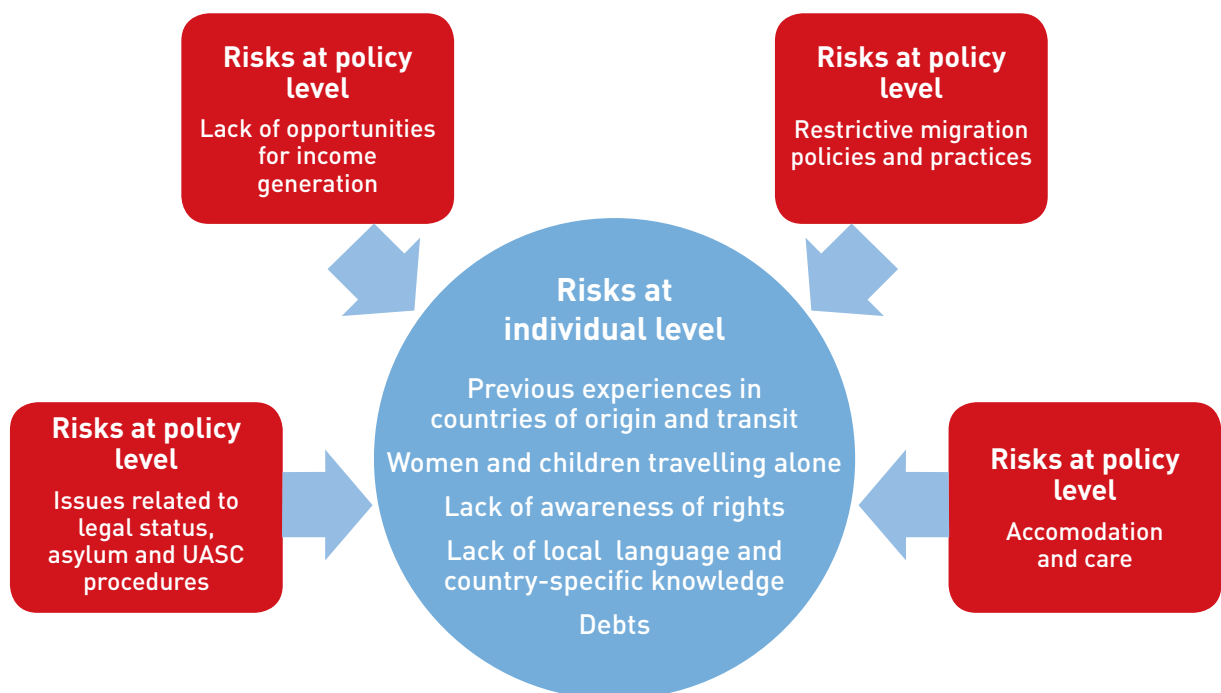 Risks at policy
level
Lack of opportunities
for income
generation
Risks at policy
level
Restrictive migration
policies and practices
Risks at
individual level
Previous experiences in
countries of origin and transit
Women and children travelling alone
Lack of awareness of rights
Lack of local language and
country-specific knowledge
Debts
Risks at policy
level
Issues related to
legal status,
asylum and UASC
procedures
Risks at policy
level
Accomodation
and care